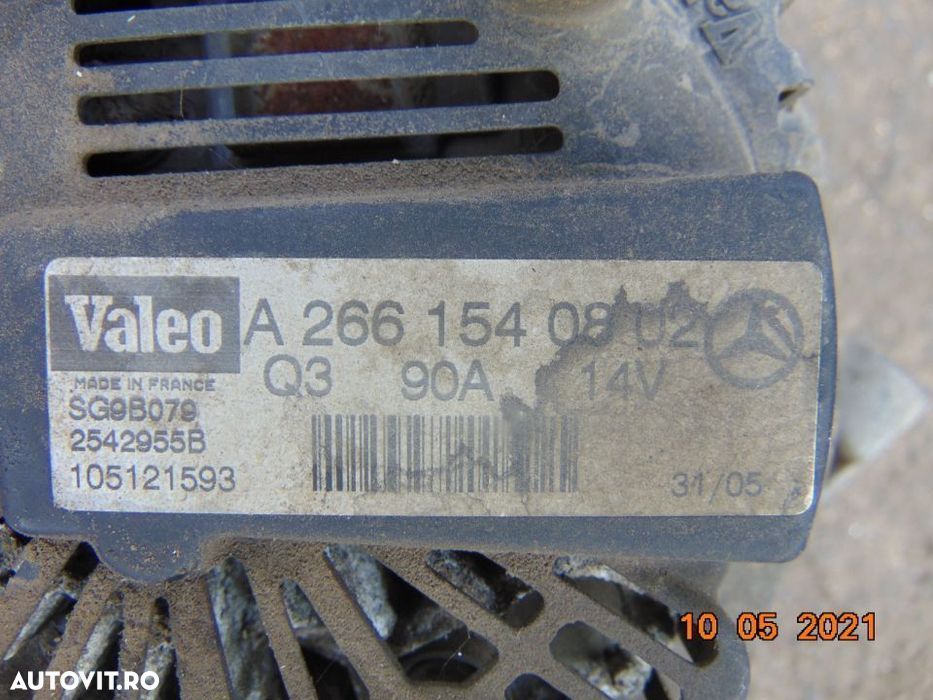 Valeo A 266 154 08 02
Q3 90A 14V
MADE IN FRANCE
SG9B079
2542955B
105121593
31/05
10 05 2021
AUTOVIT.RO